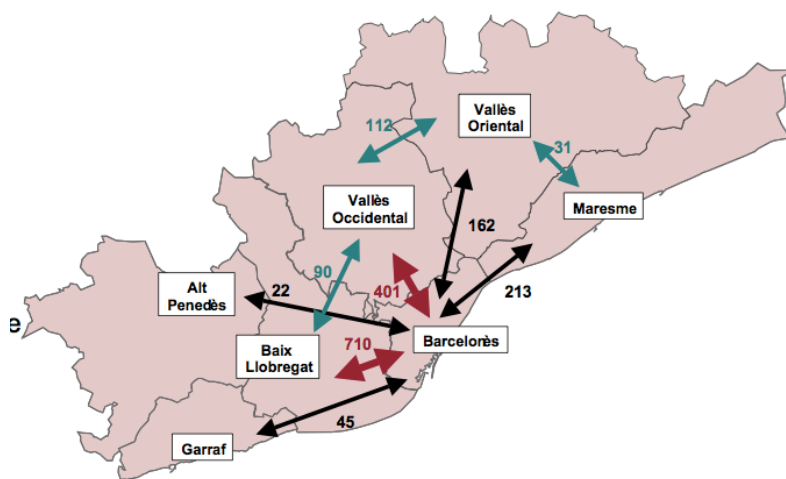 Vallès
Oriental
112
31
Vallès
Occidental
Maresme
162
90
401
Alt
Penedès
22
213
e
Barcelonès
Baix
Llobregat
710
45
Garraf